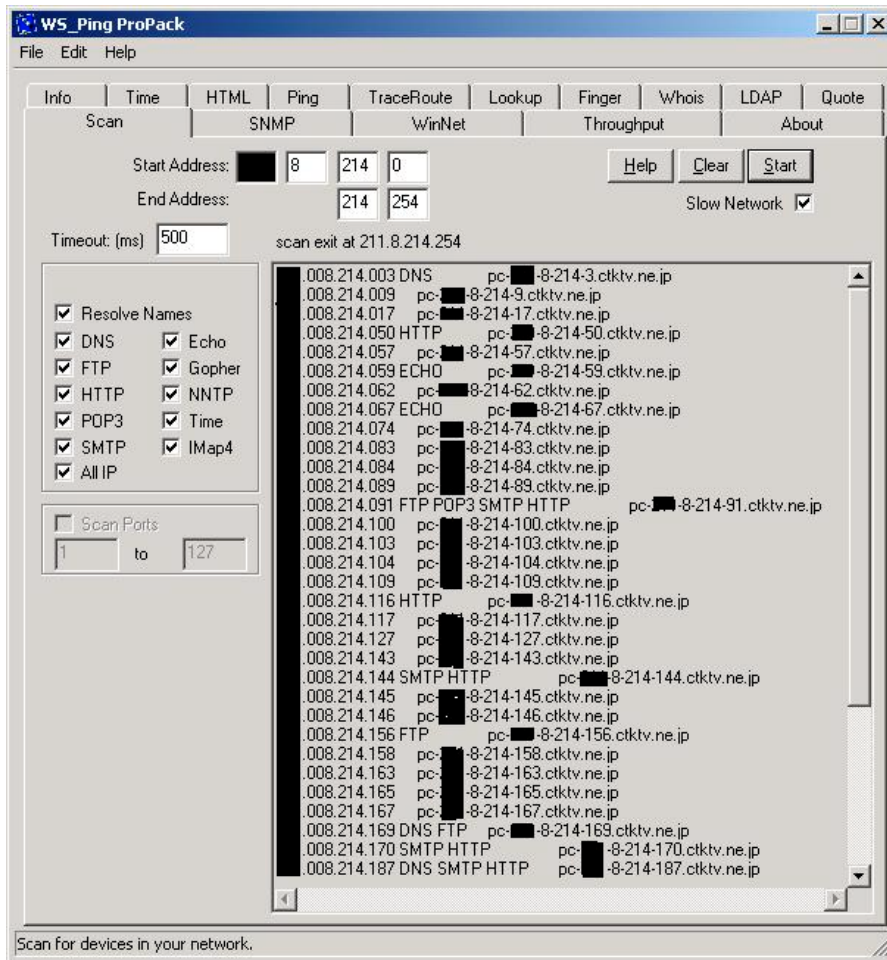 WS_Ping ProPack
File Edit Help
Info Time HTML Ping TraceRoute Lookup Finger Whois LDAP Quote
Scan SNMP WinNet Throughput About
Start Address: 8 214 0 Help Clear Start
End Address: 214 254 Slow Network
Timeout: (ms) 500 scan exit at 211.8.214.254
Resolve Names
DNS Echo
FTP Gopher
HTTP NNTP
POP3 Time
SMTP IMap4
All IP
Scan Ports
1 to 127
.008.214.003 DNS pc- -8-214-3.ctktv.ne.jp
.008.214.009 pc- -8-214-9.ctktv.ne.jp
.008.214.017 pc- -8-214-17.ctktv.ne.jp
.008.214.050 HTTP pc- -8-214-50.ctktv.ne.jp
.008.214.057 pc- -8-214-57.ctktv.ne.jp
.008.214.059 ECHO pc- -8-214-59.ctktv.ne.jp
.008.214.062 pc- -8-214-62.ctktv.ne.jp
.008.214.067 ECHO pc- -8-214-67.ctktv.ne.jp
.008.214.074 pc- -8-214-74.ctktv.ne.jp
.008.214.083 pc- -8-214-83.ctktv.ne.jp
.008.214.084 pc- -8-214-84.ctktv.ne.jp
.008.214.089 pc- -8-214-89.ctktv.ne.jp
.008.214.091 FTP POP3 SMTP HTTP pc- -8-214-91.ctktv.ne.jp
.008.214.100 pc- -8-214-100.ctktv.ne.jp
.008.214.103 pc- -8-214-103.ctktv.ne.jp
.008.214.104 pc- -8-214-104.ctktv.ne.jp
.008.214.109 pc- -8-214-109.ctktv.ne.jp
.008.214.116 HTTP pc- -8-214-116.ctktv.ne.jp
.008.214.117 pc- -8-214-117.ctktv.ne.jp
.008.214.127 pc- -8-214-127.ctktv.ne.jp
.008.214.143 pc- -8-214-143.ctktv.ne.jp
.008.214.144 SMTP HTTP pc- -8-214-144.ctktv.ne.jp
.008.214.145 pc- -8-214-145.ctktv.ne.jp
.008.214.146 pc- -8-214-146.ctktv.ne.jp
.008.214.156 FTP pc- -8-214-156.ctktv.ne.jp
.008.214.158 pc- -8-214-158.ctktv.ne.jp
.008.214.163 pc- -8-214-163.ctktv.ne.jp
.008.214.165 pc- -8-214-165.ctktv.ne.jp
.008.214.167 pc- -8-214-167.ctktv.ne.jp
.008.214.169 DNS FTP pc- -8-214-169.ctktv.ne.jp
.008.214.170 SMTP HTTP pc- -8-214-170.ctktv.ne.jp
.008.214.187 DNS SMTP HTTP pc- -8-214-187.ctktv.ne.jp
Scan for devices in your network.